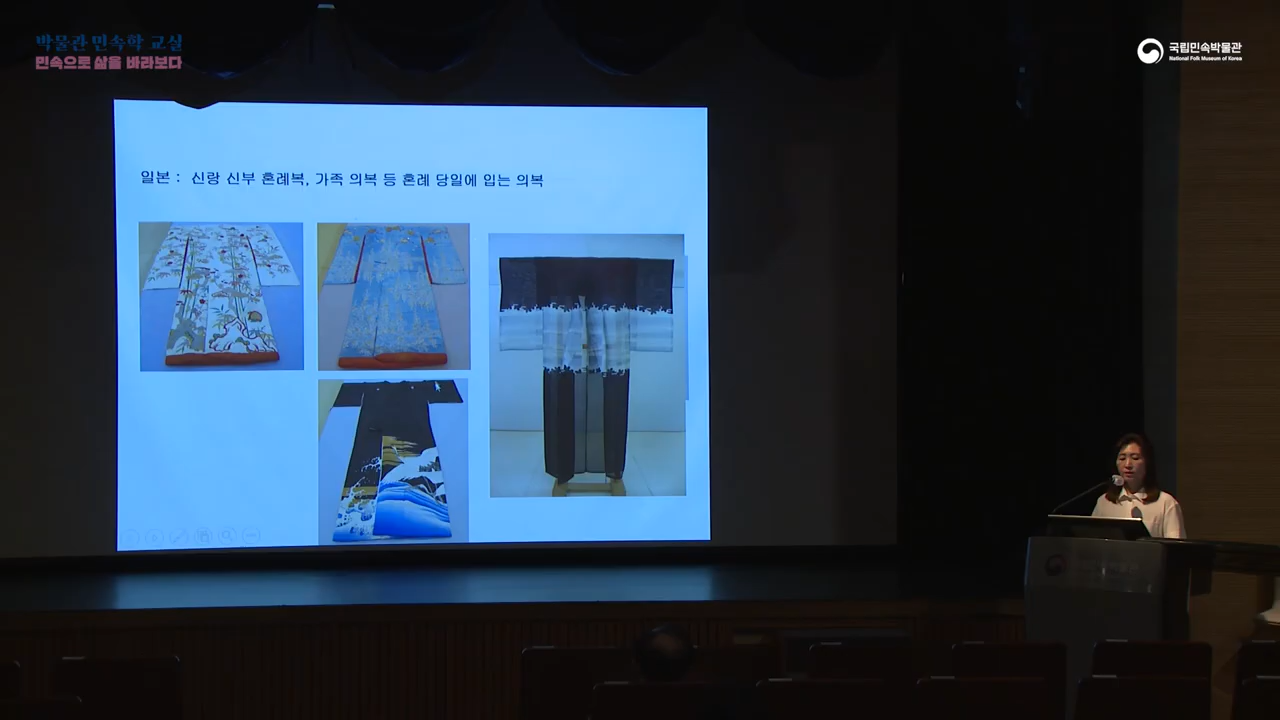 박물관 민속학 교실
민속으로 삶을 바라보다
국립민속박물관
National Folk Museum of Korea
일본 : 신랑 신부 혼례복, 가족 의복 등 혼례 당일에 입는 의복